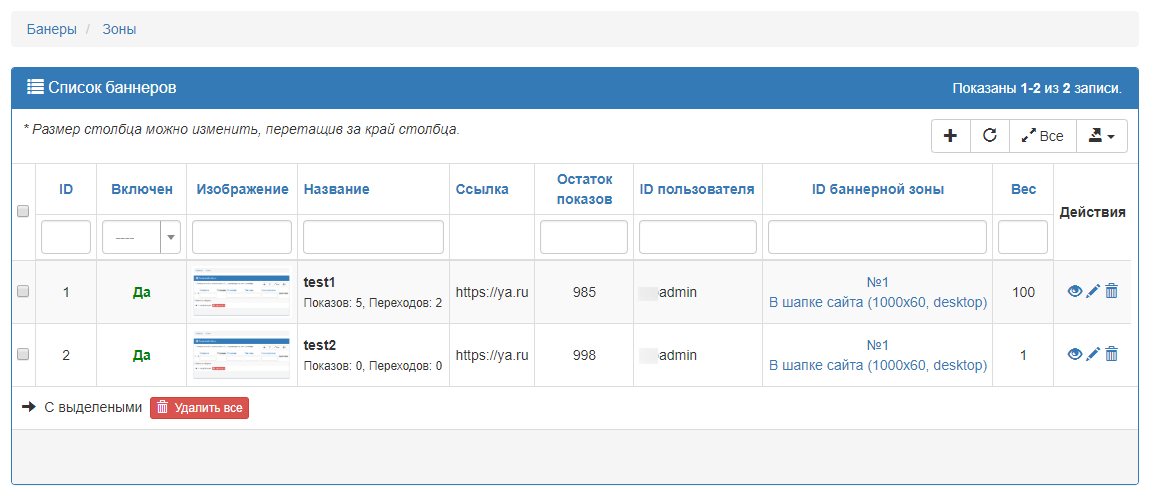 Банеры / Зоны
Список баннеров
Показаны 1-2 из 2 записи.
* Размер столбца можно изменить, перетащив за край столбца.
Все
ID Включен Изображение Название Ссылка Остаток показов ID пользователя ID баннерной зоны Вес Действия
----
1 Да test1 https://ya.ru 985 admin №1 100
Показов: 5, Переходов: 2 В шапке сайта (1000x60, desktop)
2 Да test2 https://ya.ru 998 admin №1 1
Показов: 0, Переходов: 0 В шапке сайта (1000x60, desktop)
С выделеными Удалить все